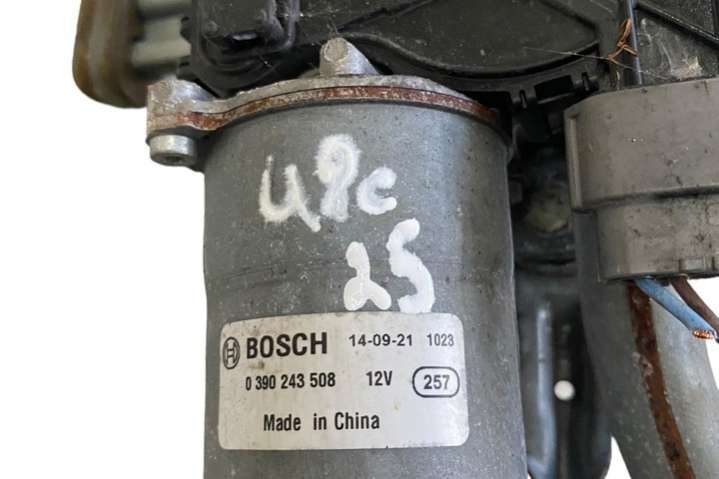 U8c
25
BOSCH 14-09-21 1023
0 390 243 508 12V 257
Made in China